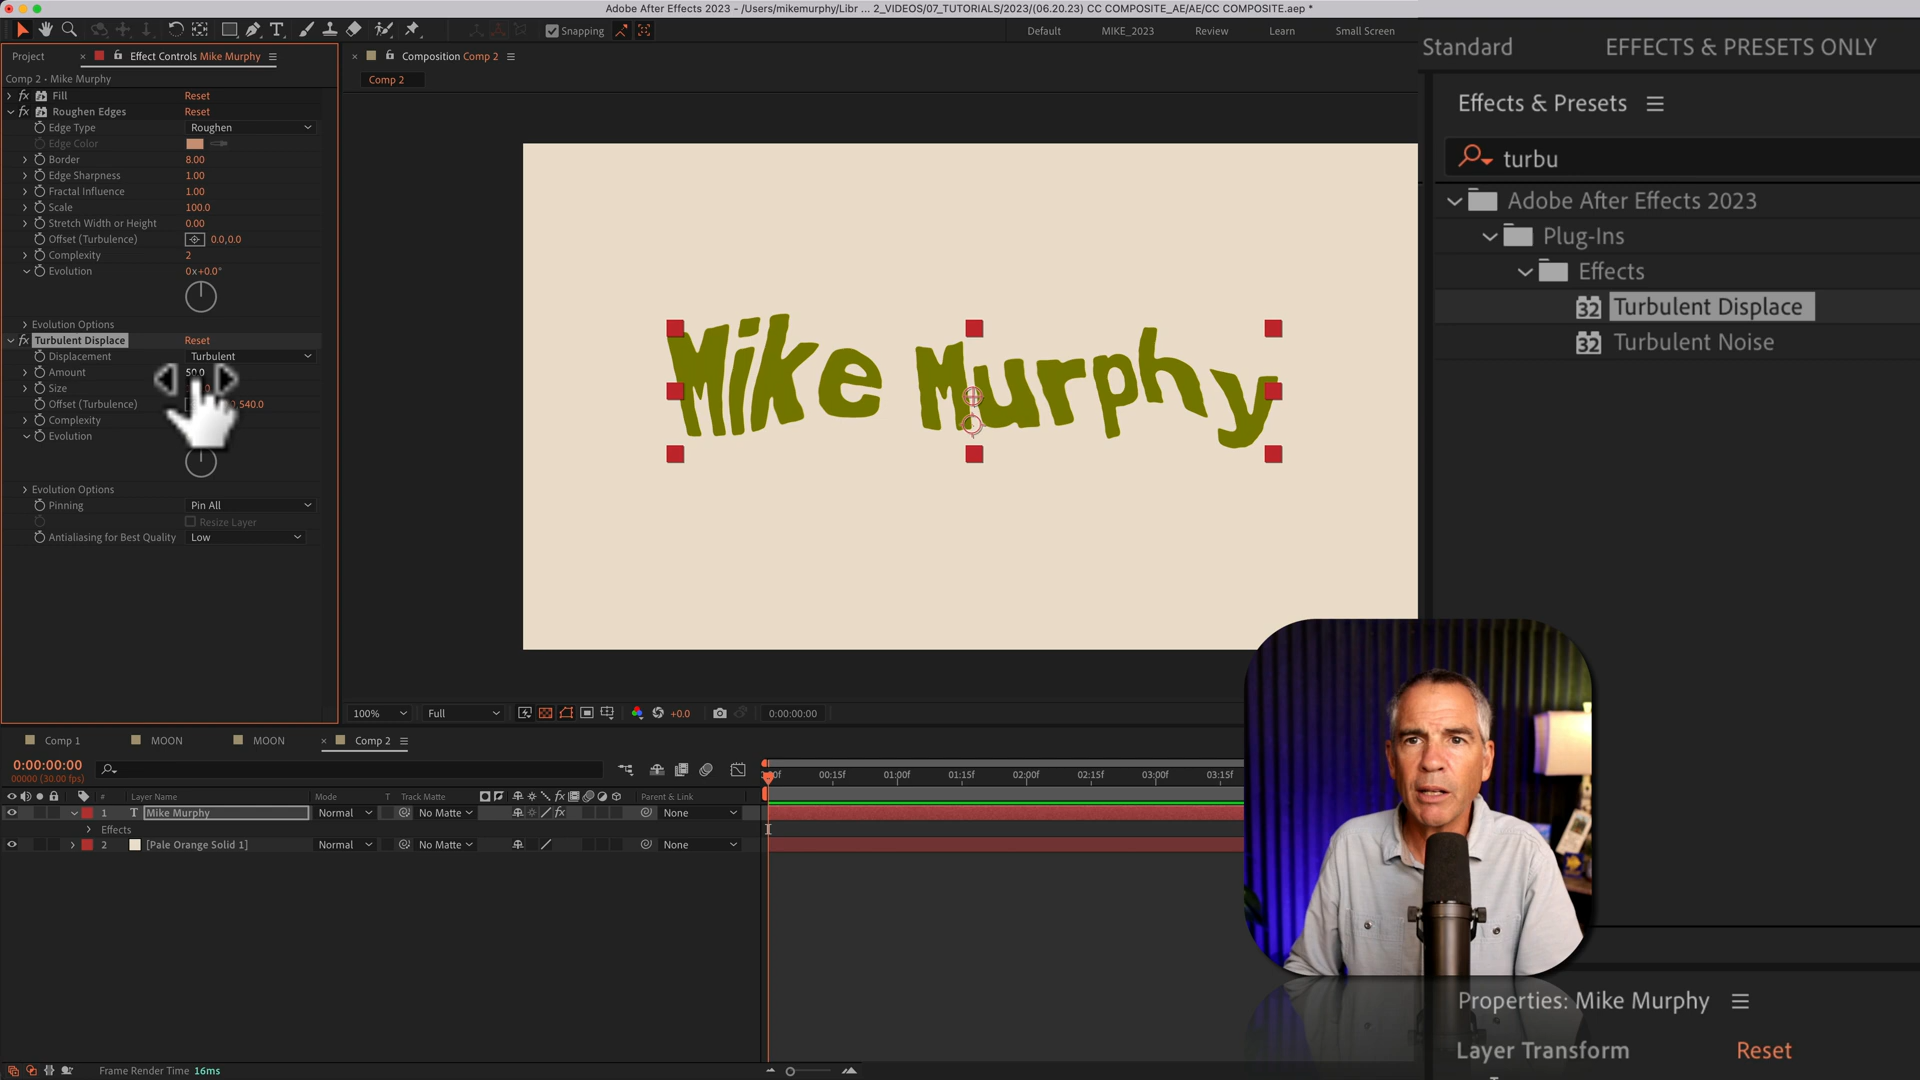 Adobe After Effects 2023 - /Users/mikemurphy/Libr ... 2_VIDEOS/07_TUTORIALS/2023/(06.20.23) CC COMPOSITE_AE/AE/CC COMPOSITE.aep *
Snapping
Default
MIKE_2023
Review
Learn
Small Screen
Standard
EFFECTS & PRESETS ONLY
Project
Effect Controls Mike Murphy
Composition Comp 2
Comp 2 • Mike Murphy
Comp 2
fx Fill Reset
fx Roughen Edges Reset
Edge Type Roughen
Edge Color
Border 8.00
Edge Sharpness 1.00
Fractal Influence 1.00
Scale 100.0
Stretch Width or Height 0.00
Offset (Turbulence) 0.0,0.0
Complexity 2
Evolution 0x+0.0°
Evolution Options
fx Turbulent Displace Reset
Displacement Turbulent
Amount 50.0
Size
Offset (Turbulence) 540.0
Complexity
Evolution
Evolution Options
Pinning Pin All
Resize Layer
Antialiasing for Best Quality Low
Mike Murphy
Effects & Presets
turbu
Adobe After Effects 2023
Plug-Ins
Effects
32 Turbulent Displace
32 Turbulent Noise
100% Full +0.0 0:00:00:00
Comp 1
MOON
MOON
Comp 2
0:00:00:00
00000 (30.00 fps)
00:15f 01:00f 01:15f 02:00f 02:15f 03:00f 03:15f
# Layer Name Mode T Track Matte fx Parent & Link
1 T Mike Murphy Normal No Matte fx None
Effects
2 [Pale Orange Solid 1] Normal No Matte None
Frame Render Time 16ms
Properties: Mike Murphy
Layer Transform Reset